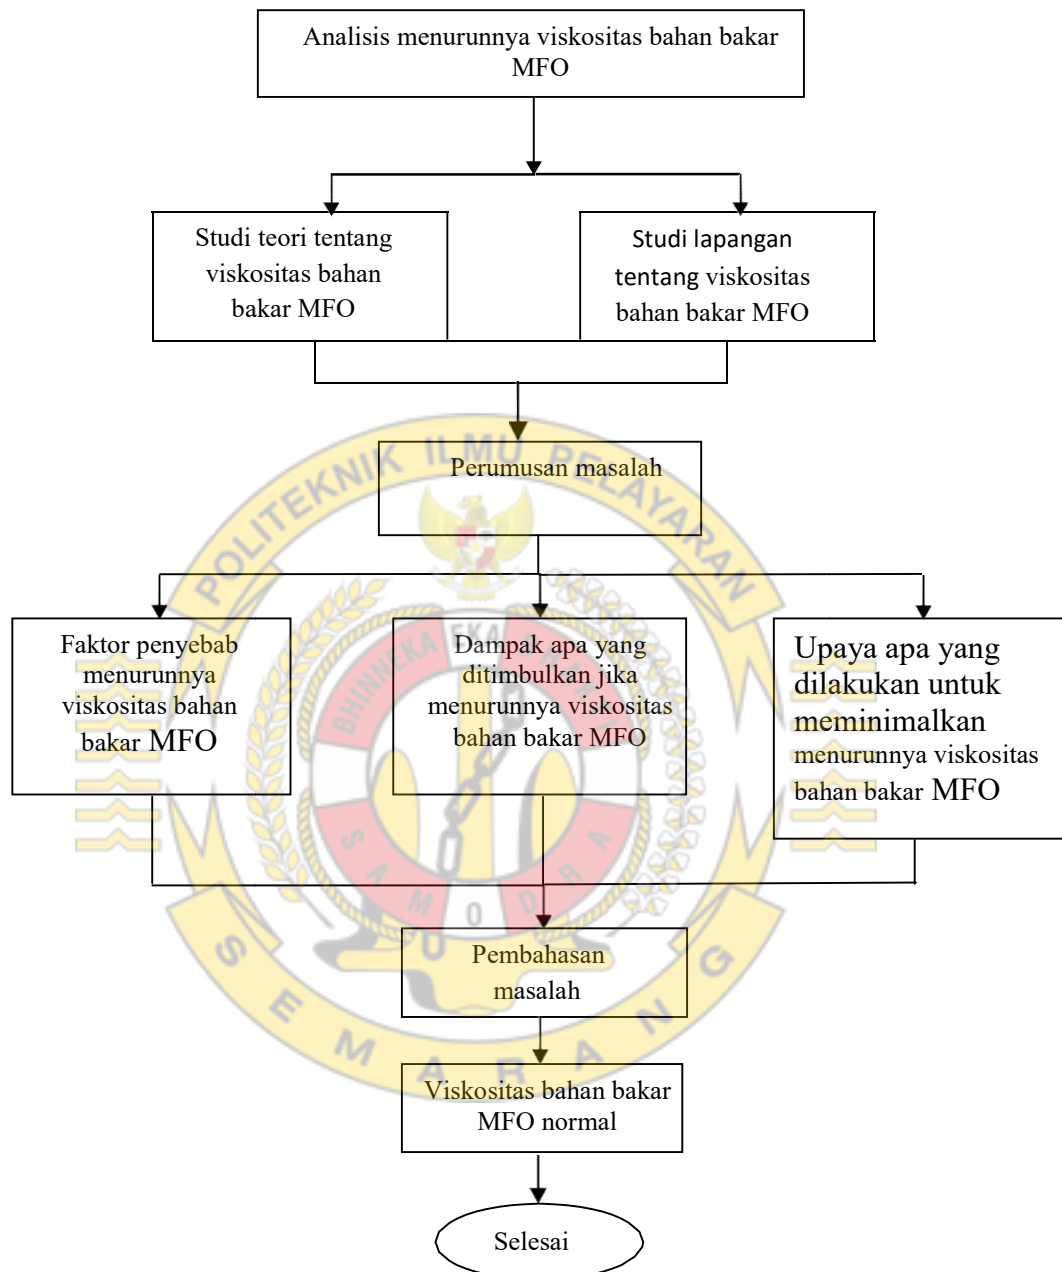 Analisis menurunnya viskositas bahan bakar
MFO
Studi teori tentang
viskositas bahan
bakar MFO
Studi lapangan
tentang viskositas
bahan bakar MFO
POLITEKNIK ILMU PELAYARAN
Perumusan masalah
Faktor penyebab
menurunnya
viskositas bahan
bakar MFO
BHINNEKA EKA
Dampak apa yang
ditimbulkan jika
menurunnya viskositas
bahan bakar MFO
Upaya apa yang
dilakukan untuk
meminimalkan
menurunnya viskositas
bahan bakar MFO
SAMODRA
Pembahasan
masalah
SEMARANG
Viskositas bahan bakar
MFO normal
Selesai